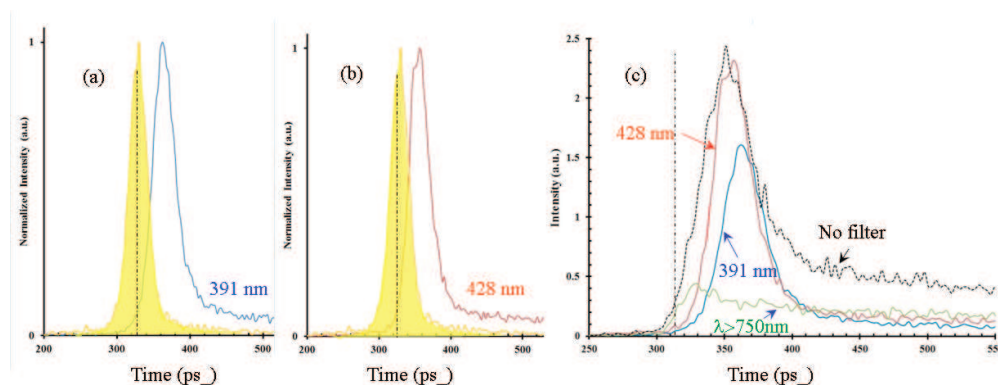 (a)
1
0
Normalized Intensity (a.u.)
391 nm
200 300 400 500
Time (ps_)
(b)
1
0
Normalized Intensity (a.u.)
428 nm
200 300 400 500
Time (ps_)
(c)
2.5
2
1.5
1
0.5
0
Intensity (a.u.)
428 nm
391 nm
No filter
λ>750nm
250 300 350 400 450 500 550
Time (ps_)